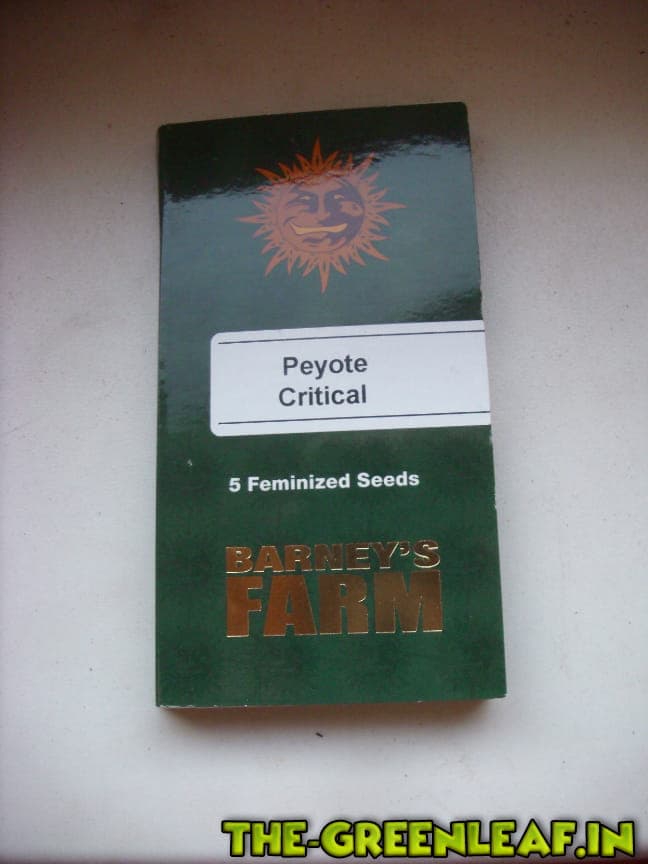 Peyote
Critical
5 Feminized Seeds
BARNEY'S
FARM
THE-GREENLEAF.IN